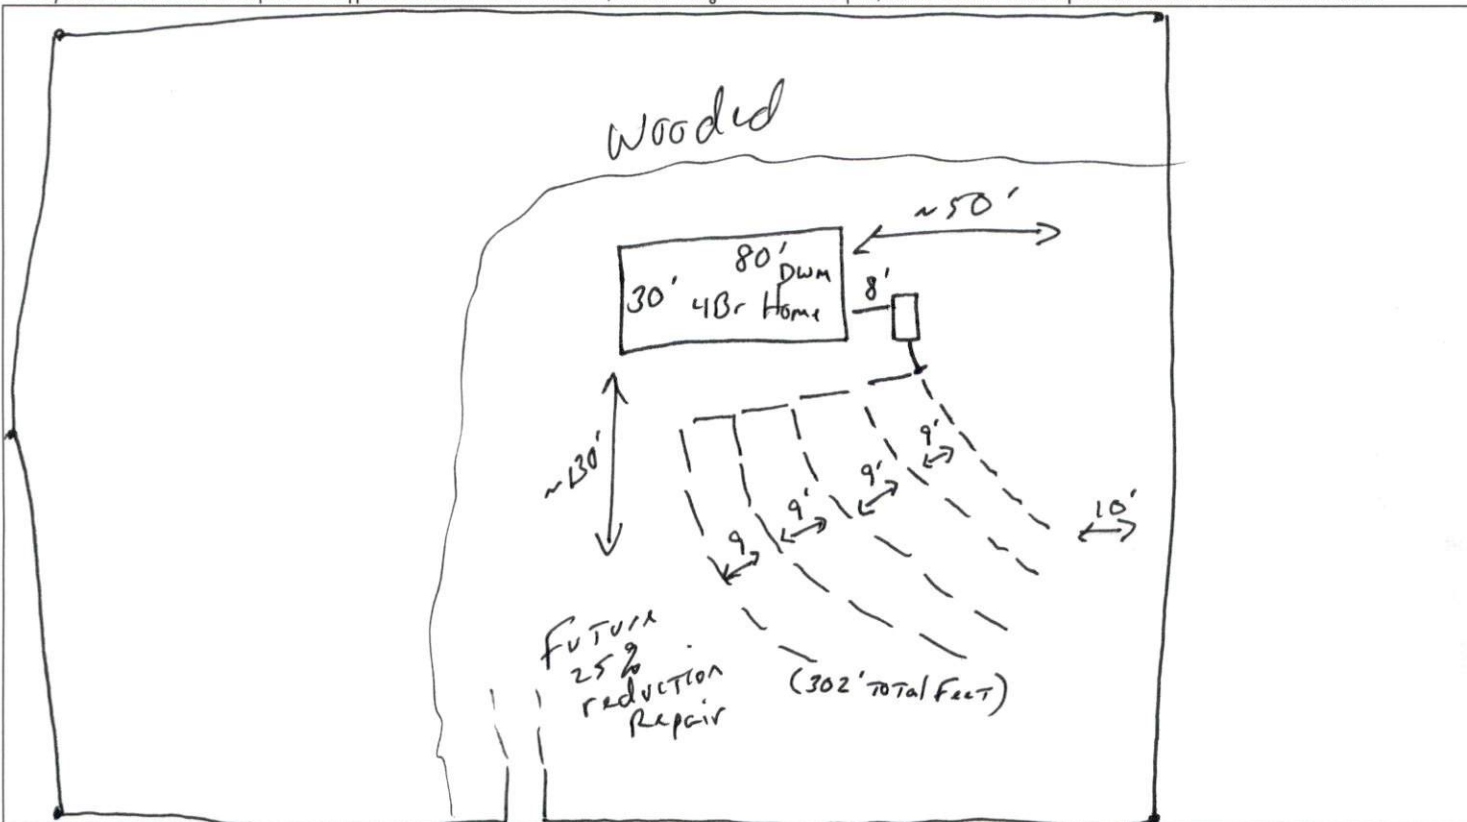 Wooded
~50'
80'
DWM
30' 4Br Home
8'
~130'
9'
9'
9'
9
10'
Future
25%
reduction
Repair
(302' Total Feet)